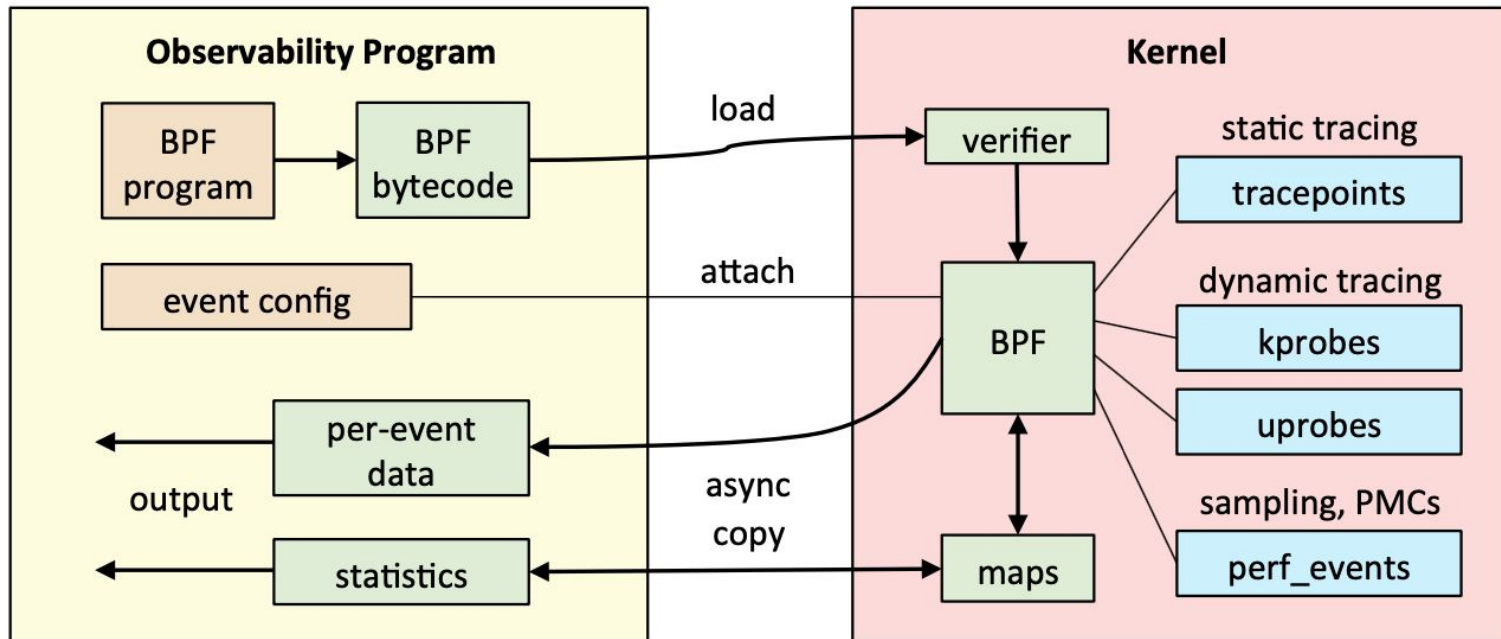 Observability Program
BPF
program
BPF
bytecode
event config
per-event
data
output
statistics
load
attach
async
copy
Kernel
verifier
BPF
maps
static tracing
tracepoints
dynamic tracing
kprobes
uprobes
sampling, PMCs
perf_events